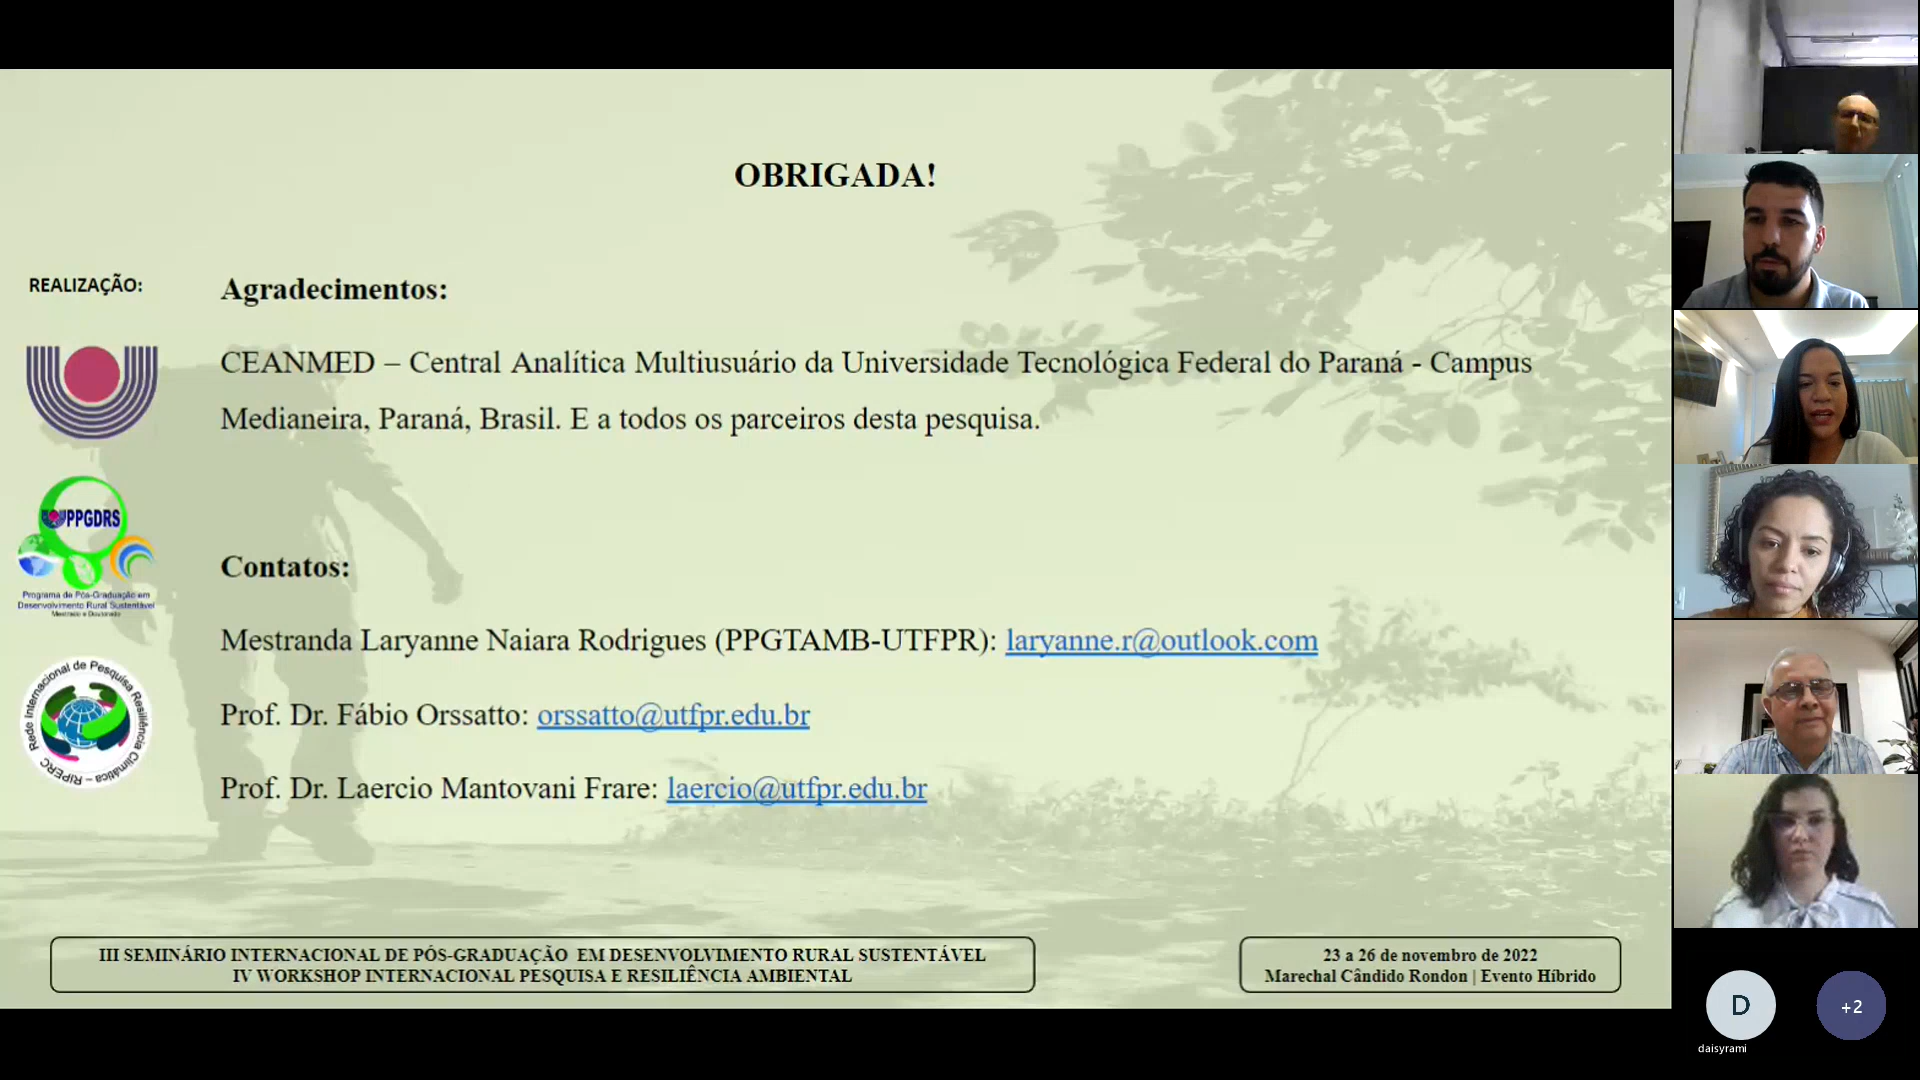 OBRIGADA!
REALIZAÇÃO:
Agradecimentos:
CEANMED – Central Analítica Multiusuário da Universidade Tecnológica Federal do Paraná - Campus
Medianeira, Paraná, Brasil. E a todos os parceiros desta pesquisa.
PPGDRS
Programa de Pós-Graduação em
Desenvolvimento Rural Sustentável
Mestrado e Doutorado
Contatos:
Mestranda Laryanne Naiara Rodrigues (PPGTAMB-UTFPR): laryanne.r@outlook.com
Prof. Dr. Fábio Orssatto: orssatto@utfpr.edu.br
Prof. Dr. Laercio Mantovani Frare: laercio@utfpr.edu.br
Rede Internacional de Pesquisa Resiliência Climática – RIPERC
III SEMINÁRIO INTERNACIONAL DE PÓS-GRADUAÇÃO EM DESENVOLVIMENTO RURAL SUSTENTÁVEL
IV WORKSHOP INTERNACIONAL PESQUISA E RESILIÊNCIA AMBIENTAL
23 a 26 de novembro de 2022
Marechal Cândido Rondon | Evento Híbrido
D
+2
daisyrami